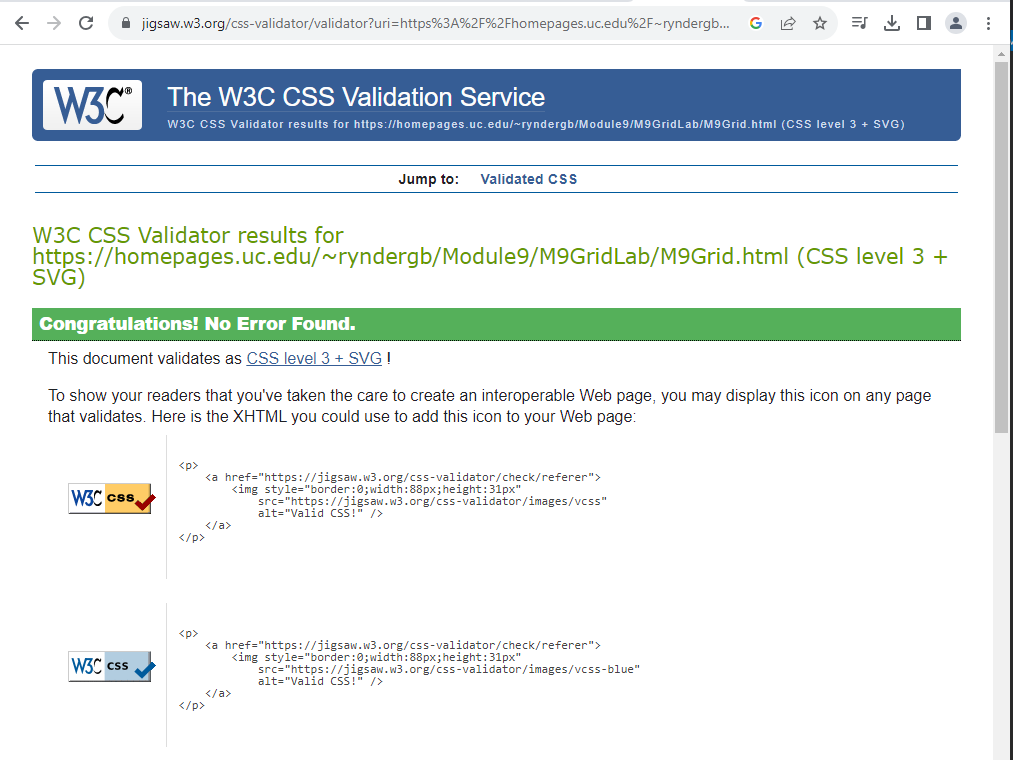 jigsaw.w3.org/css-validator/validator?uri=https%3A%2F%2Fhomepages.uc.edu%2F~ryndergb...
W3C®
The W3C CSS Validation Service
W3C CSS Validator results for https://homepages.uc.edu/~ryndergb/Module9/M9GridLab/M9Grid.html (CSS level 3 + SVG)
Jump to: Validated CSS
W3C CSS Validator results for
https://homepages.uc.edu/~ryndergb/Module9/M9GridLab/M9Grid.html (CSS level 3 +
SVG)
Congratulations! No Error Found.
This document validates as CSS level 3 + SVG !
To show your readers that you've taken the care to create an interoperable Web page, you may display this icon on any page
that validates. Here is the XHTML you could use to add this icon to your Web page:
W3C css
<p>
<a href="https://jigsaw.w3.org/css-validator/check/referer">
<img style="border:0;width:88px;height:31px"
src="https://jigsaw.w3.org/css-validator/images/vcss"
alt="Valid CSS!" />
</a>
</p>
W3C css
<p>
<a href="https://jigsaw.w3.org/css-validator/check/referer">
<img style="border:0;width:88px;height:31px"
src="https://jigsaw.w3.org/css-validator/images/vcss-blue"
alt="Valid CSS!" />
</a>
</p>